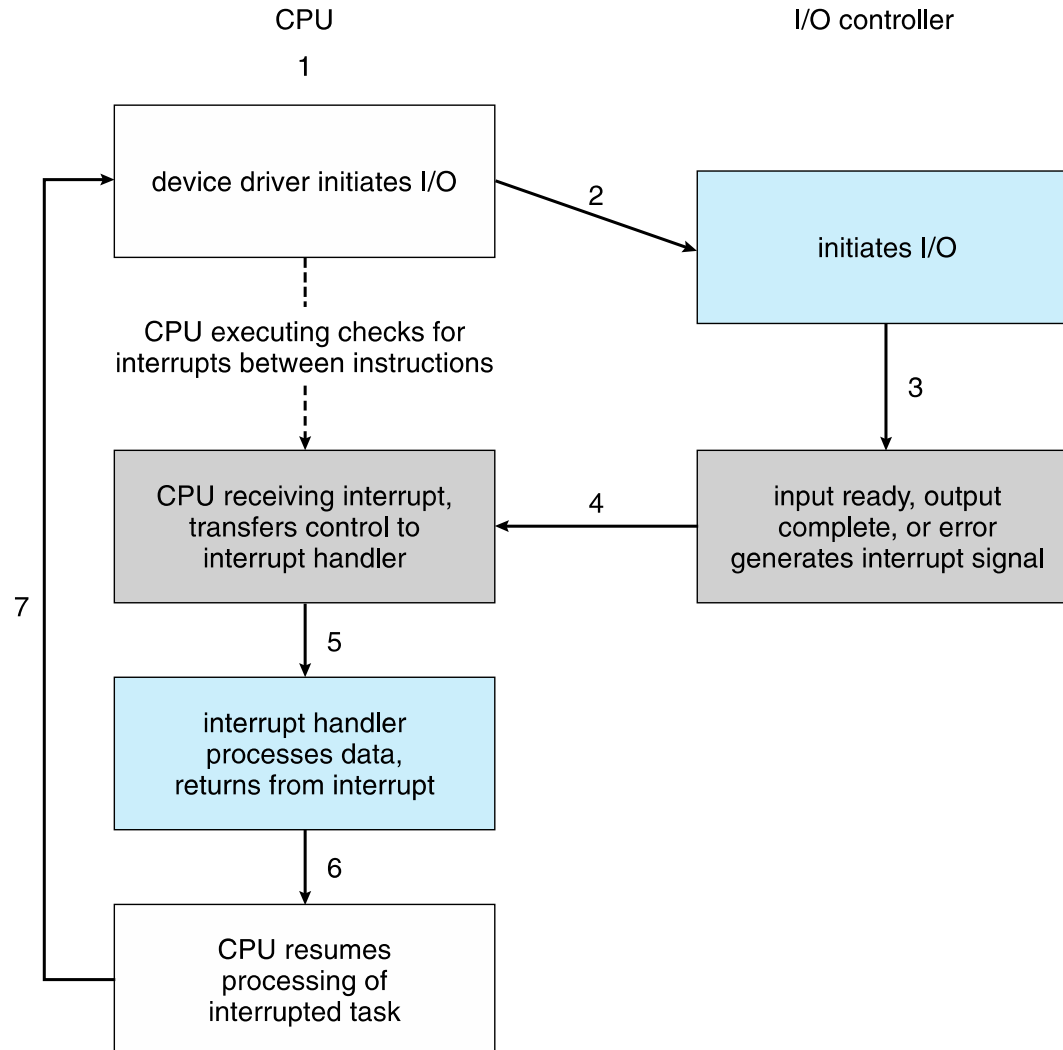 CPU
I/O controller
1
device driver initiates I/O
2
initiates I/O
CPU executing checks for
interrupts between instructions
3
CPU receiving interrupt,
transfers control to
interrupt handler
4
input ready, output
complete, or error
generates interrupt signal
7
5
interrupt handler
processes data,
returns from interrupt
6
CPU resumes
processing of
interrupted task